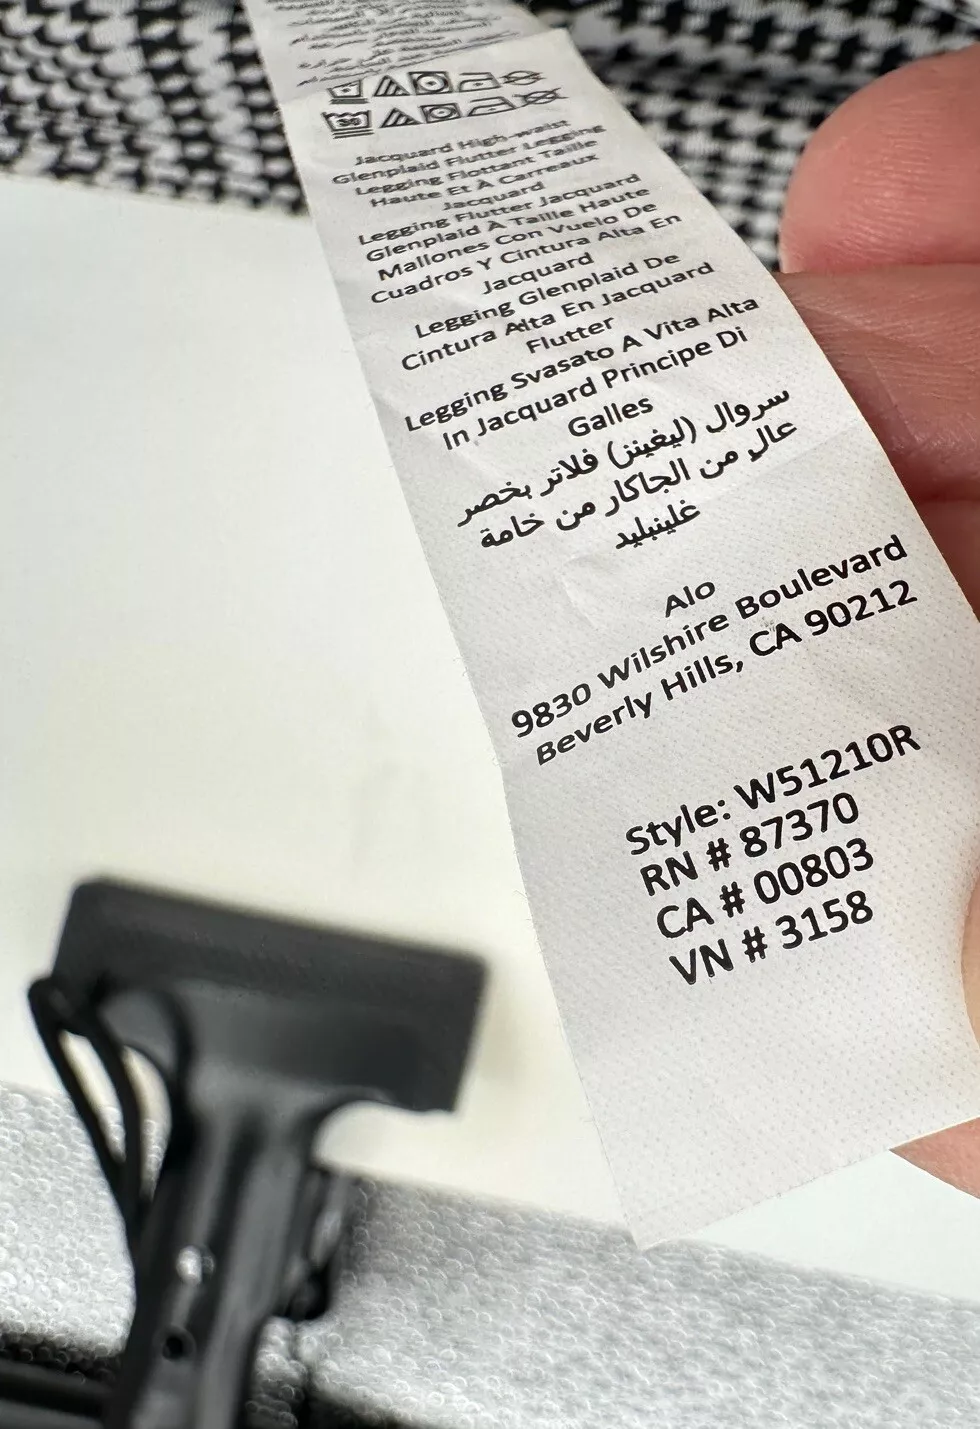 Jacquard High-waist
Glenplaid Flutter Legging
Legging Flottant Taille
Haute Et À Carreaux
Jacquard
Legging Flutter Jacquard
Glenplaid À Taille Haute
Mallones Con Vuelo De
Cuadros Y Cintura Alta En
Jacquard
Legging Glenplaid De
Cintura Alta En Jacquard
Flutter
Legging Svasato A Vita Alta
In Jacquard Principe Di
Galles
سروال (ليغينز) فلاتر بخصر
عالٍ من الجاكار من خامة
غلينبليد
Alo
9830 Wilshire Boulevard
Beverly Hills, CA 90212
Style: W51210R
RN # 87370
CA # 00803
VN # 3158